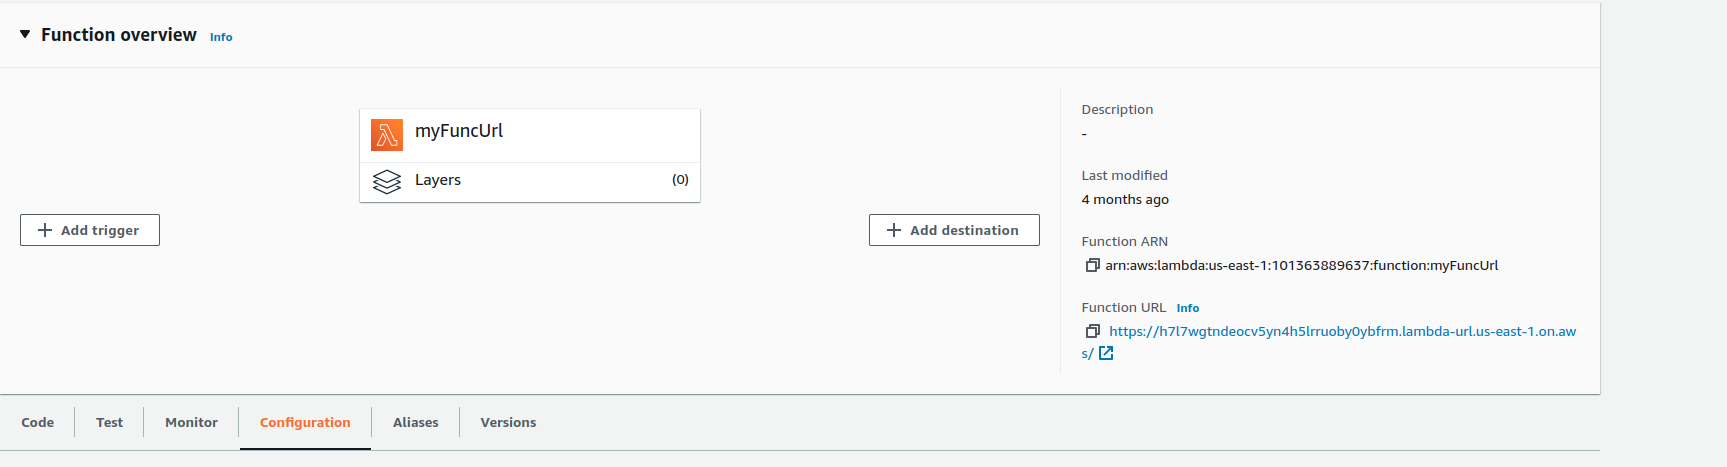 Function overview Info
myFuncUrl
Layers (0)
Add trigger
Add destination
Description
-
Last modified
4 months ago
Function ARN
arn:aws:lambda:us-east-1:101363889637:function:myFuncUrl
Function URL Info
https://h7l7wgtndeocv5yn4h5lrruoby0ybfrm.lambda-url.us-east-1.on.aw
s/
Code Test Monitor Configuration Aliases Versions